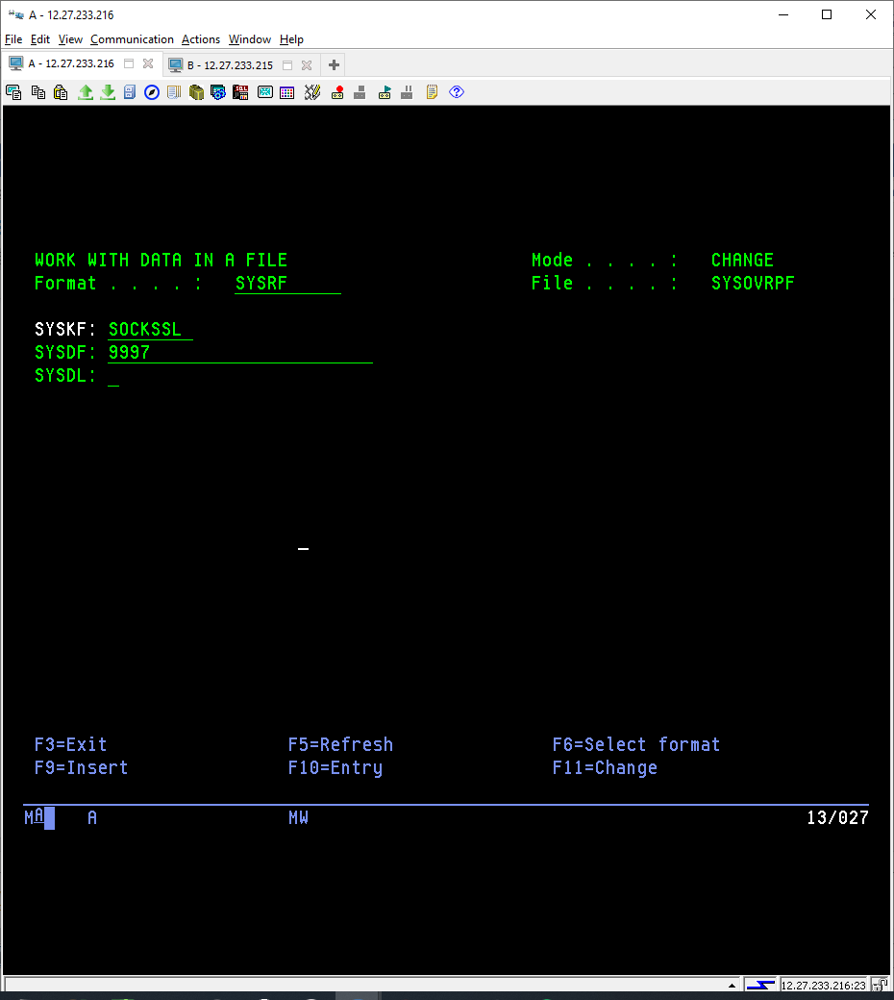 A - 12.27.233.216
File Edit View Communication Actions Window Help
A - 12.27.233.216 B - 12.27.233.215
WORK WITH DATA IN A FILE Mode . . . . : CHANGE
Format . . . . : SYSRF File . . . . : SYSOVRPF
SYSKF: SOCKSSL
SYSDF: 9997
SYSDL:
F3=Exit F5=Refresh F6=Select format
F9=Insert F10=Entry F11=Change
MA A MW 13/027
12.27.233.216:23